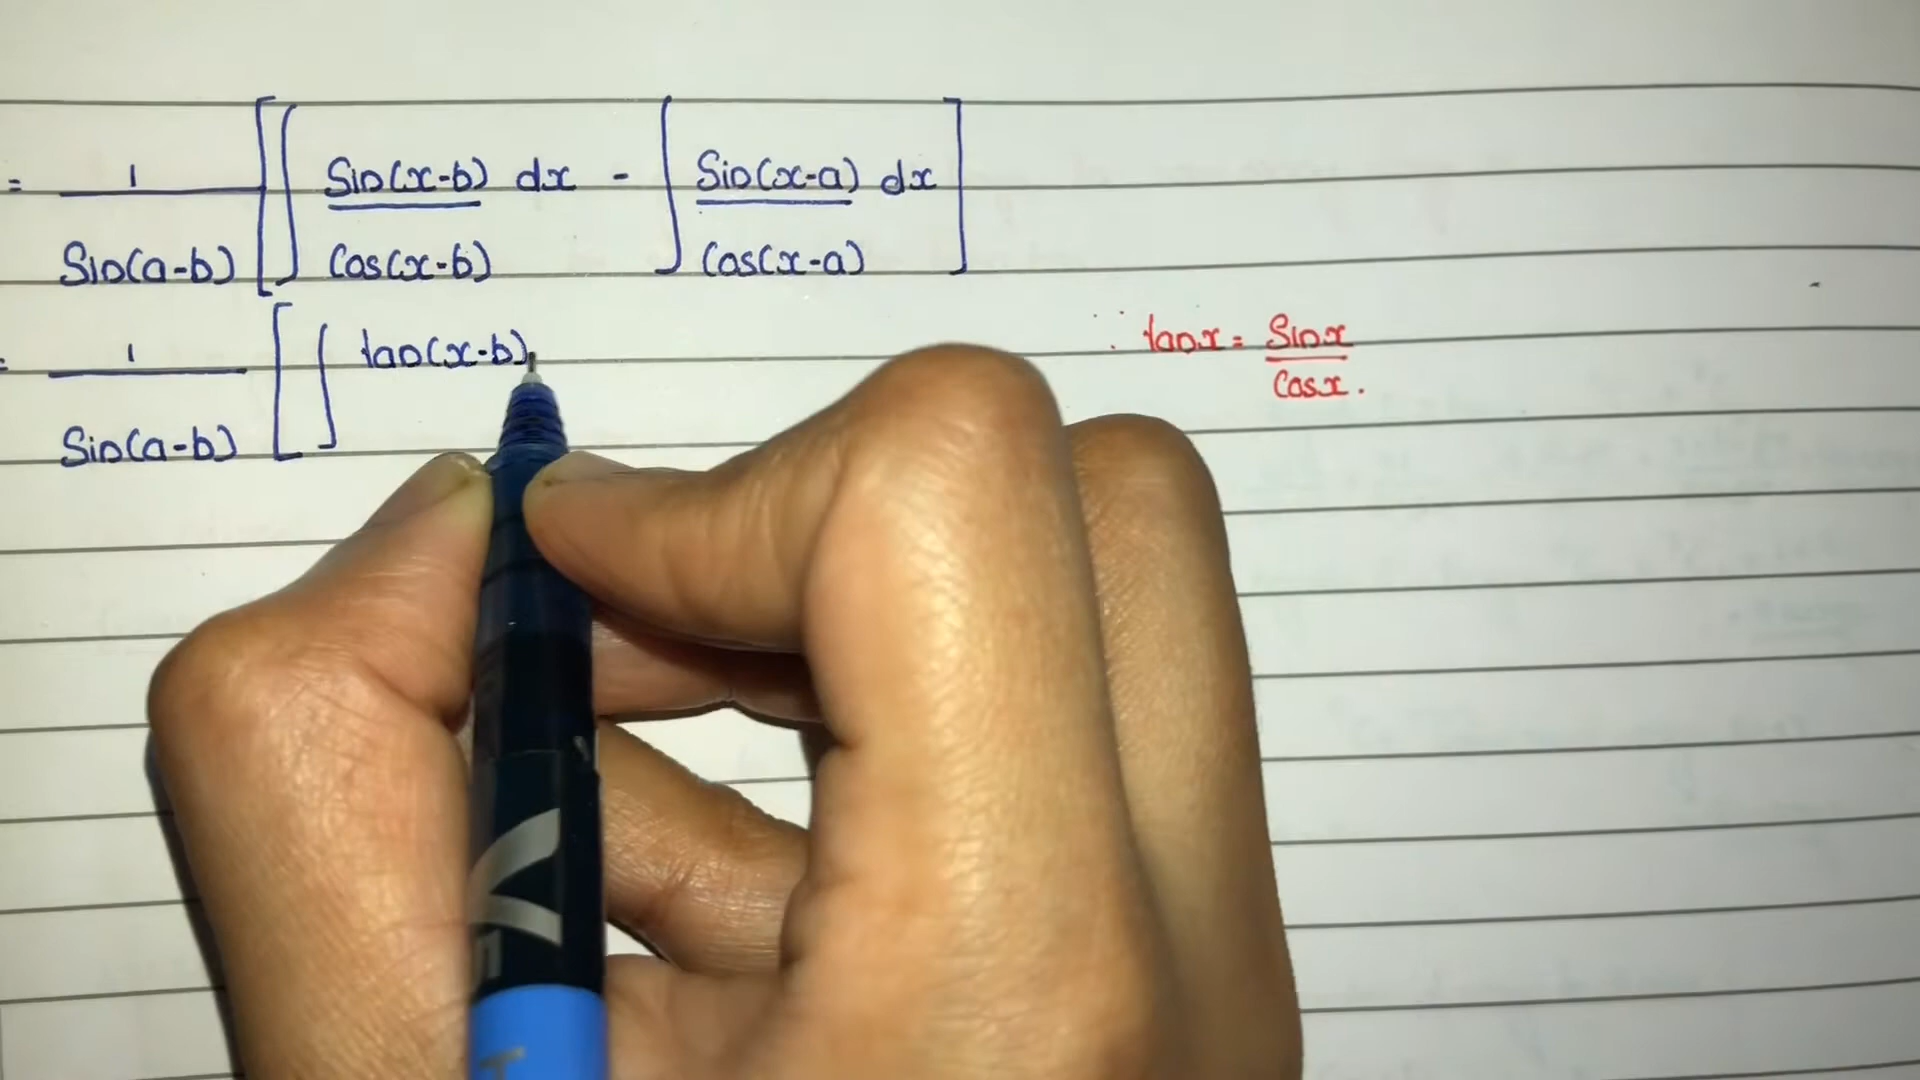 = 1/Sin(a-b) [ ∫ Sin(x-b)/Cos(x-b) dx - ∫ Sin(x-a)/Cos(x-a) dx ]
= 1/Sin(a-b) [ ∫ tan(x-b)
∵ tanx = Sinx/Cosx.